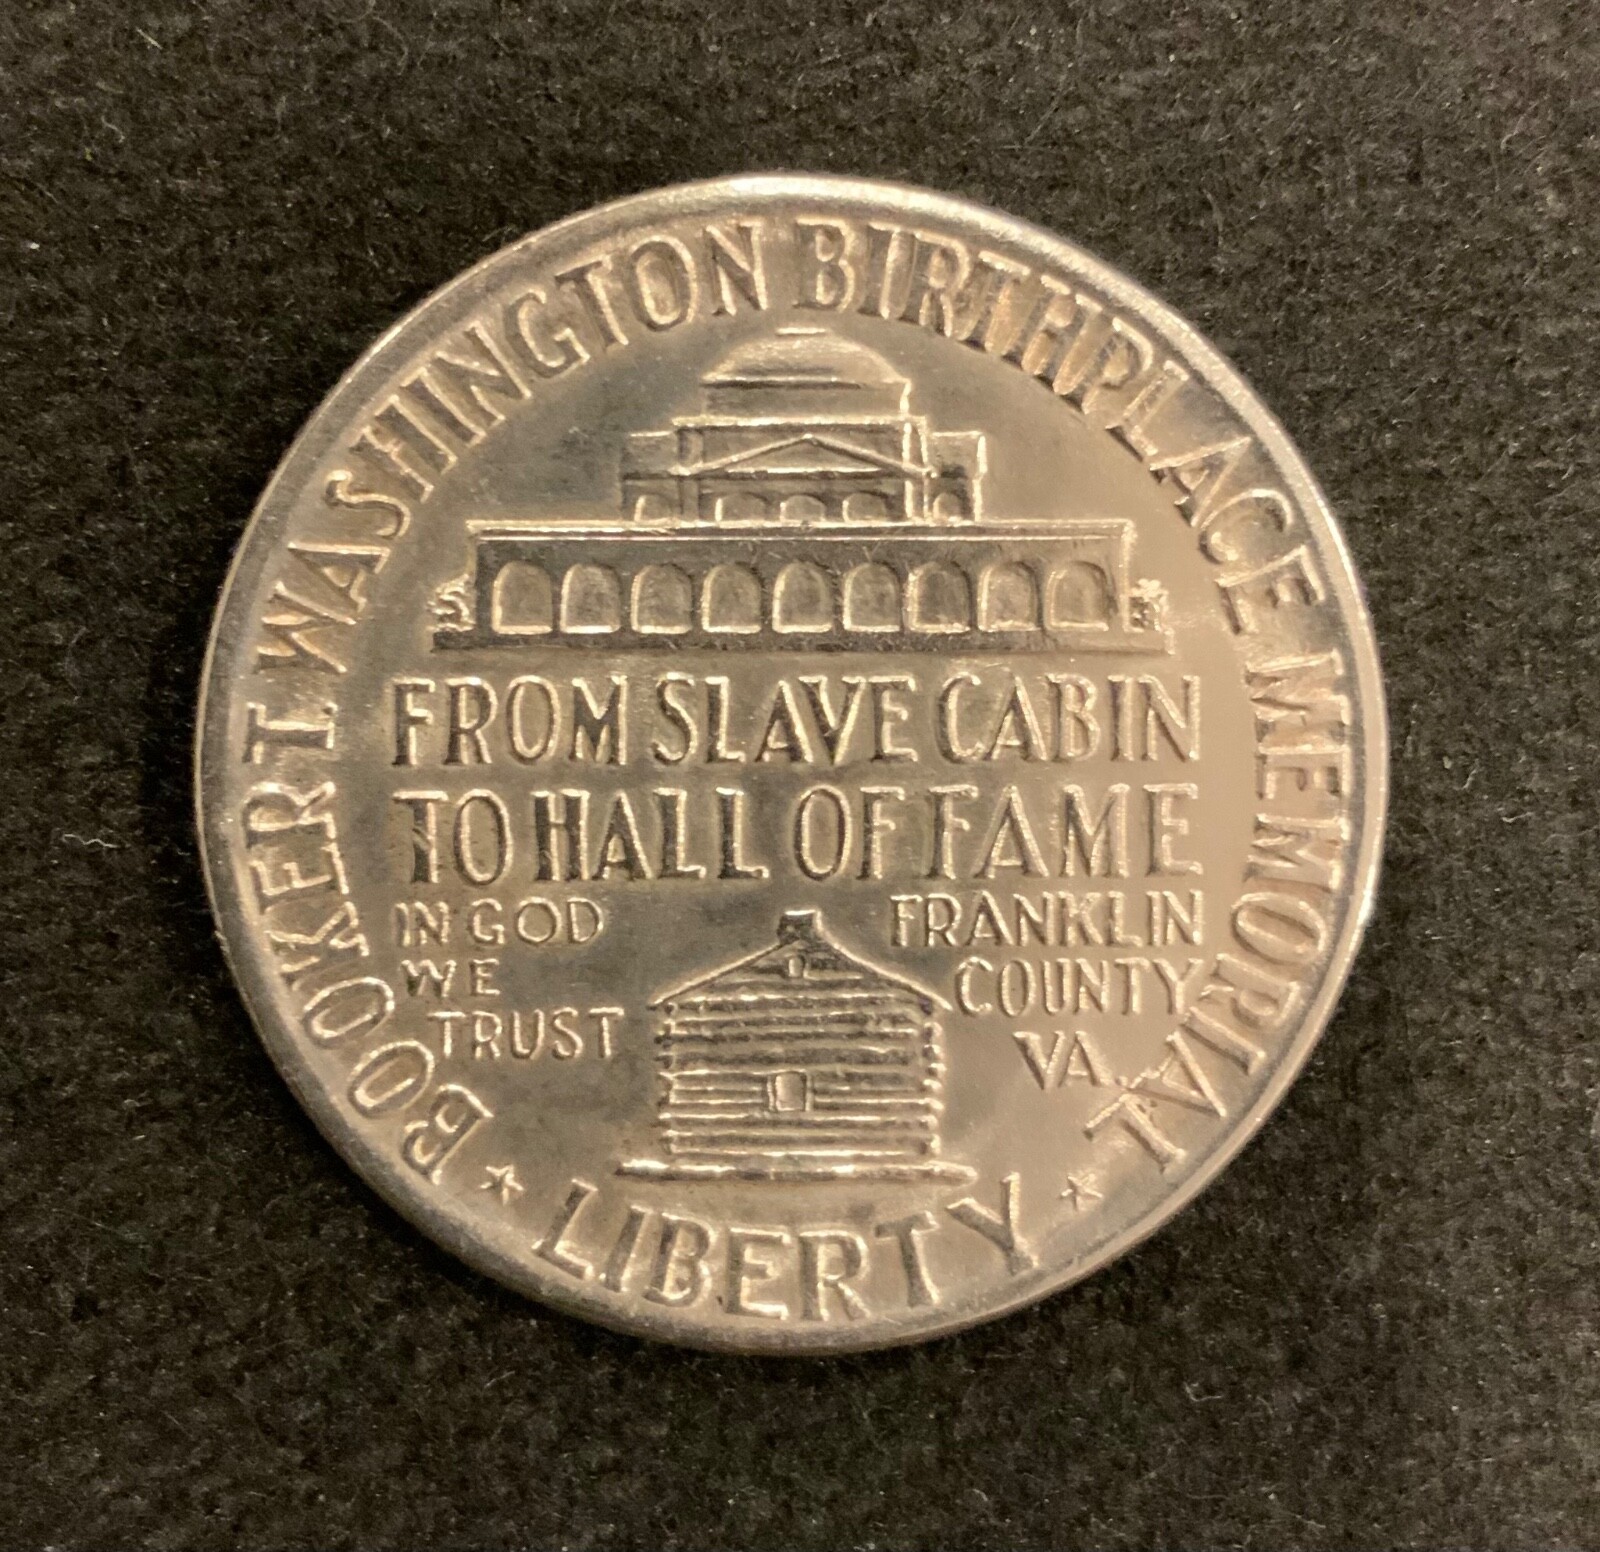 BOOKER T. WASHINGTON BIRTHPLACE MEMORIAL
FROM SLAVE CABIN
TO HALL OF FAME
IN GOD
WE
TRUST
FRANKLIN
COUNTY
VA.
LIBERTY